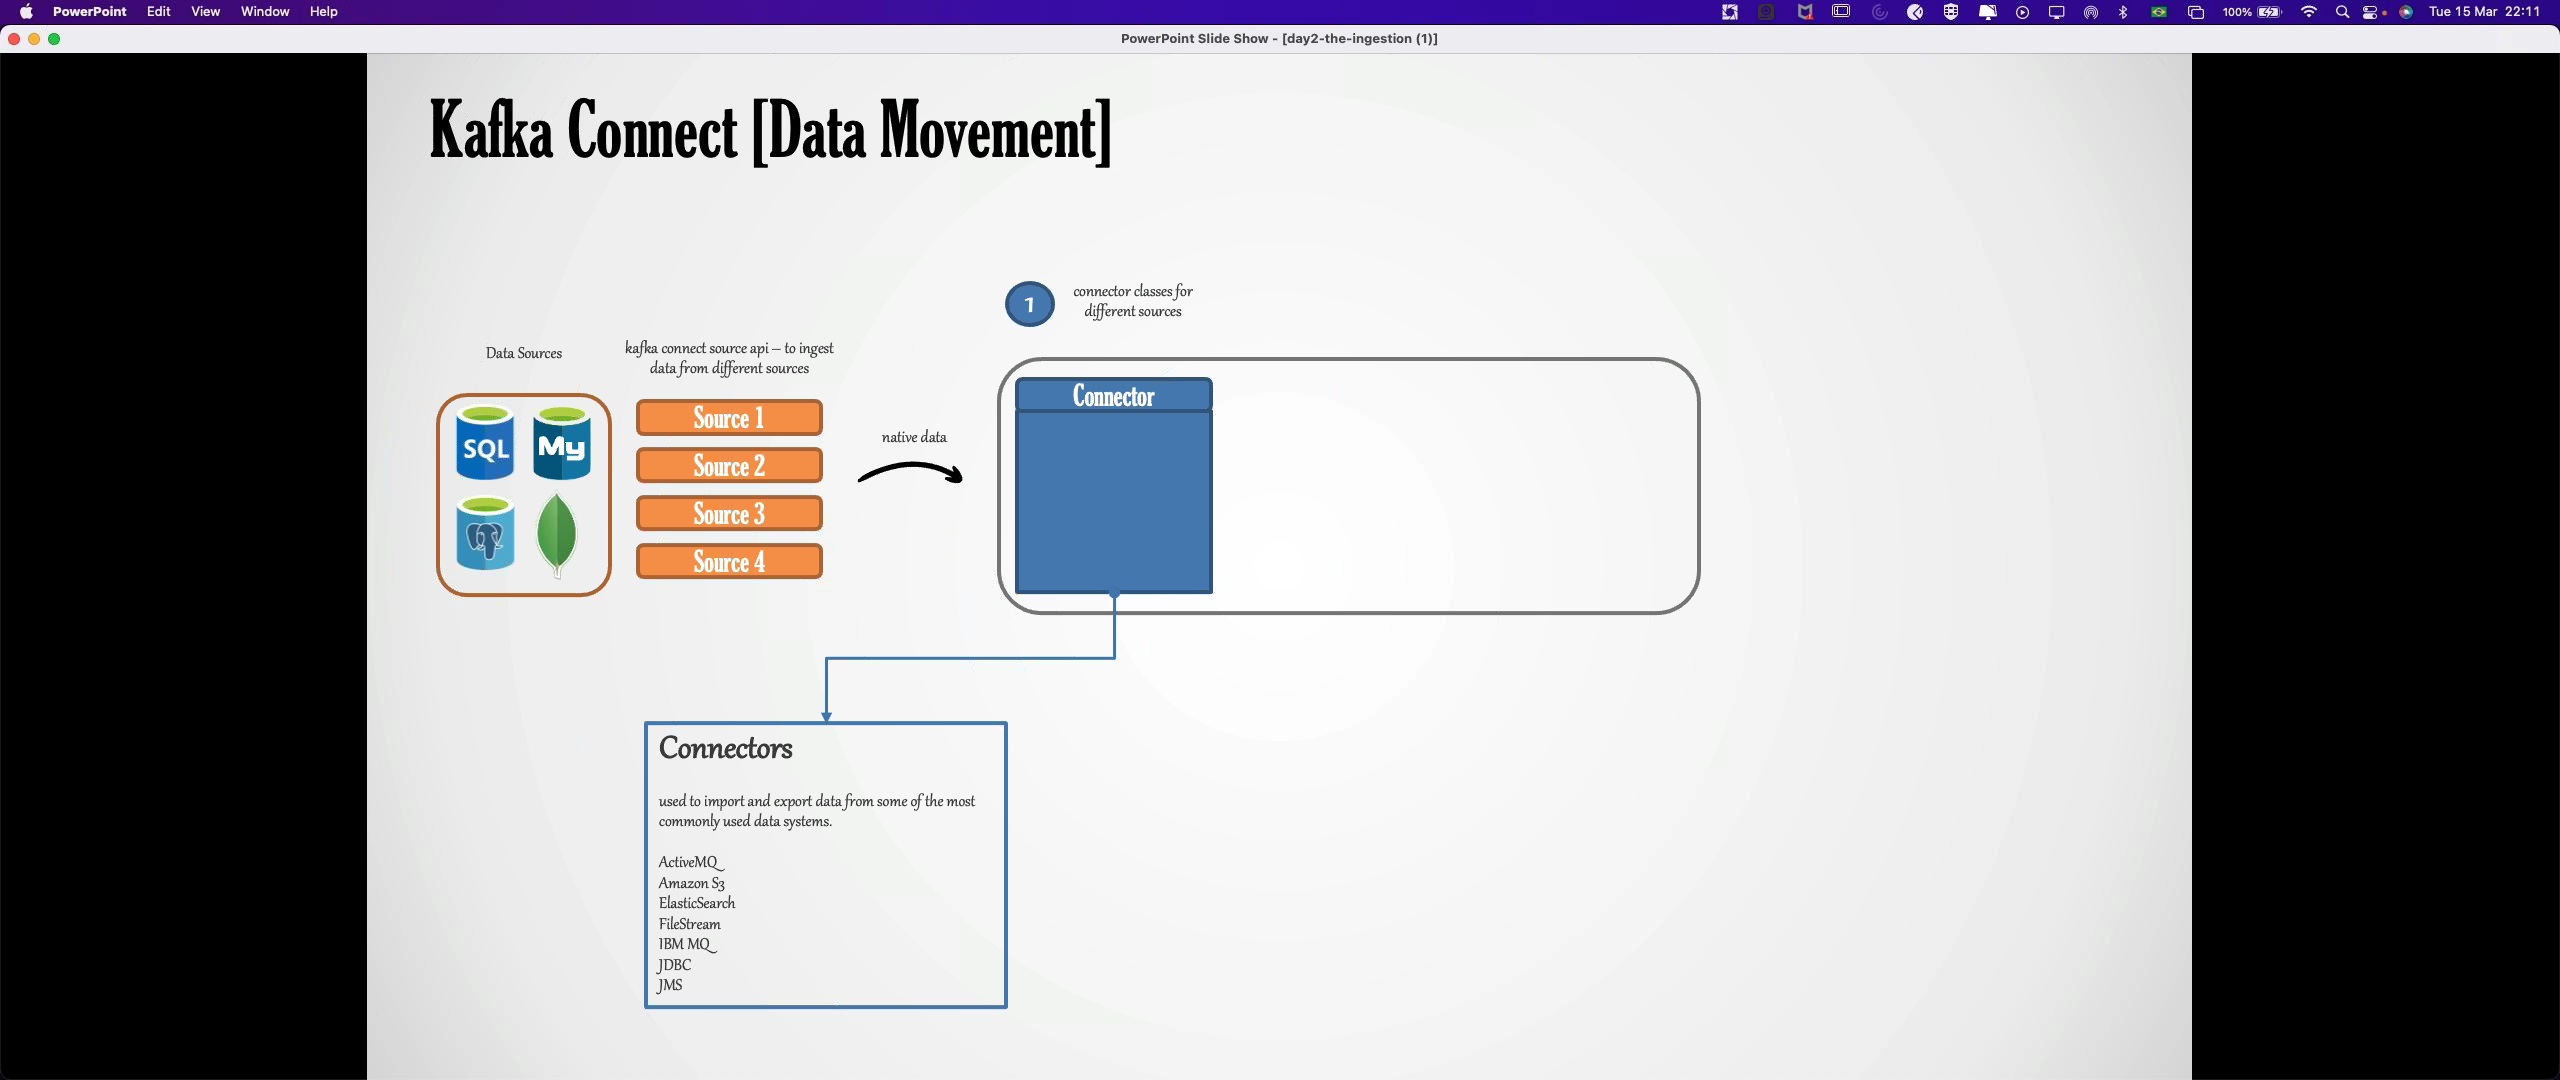 PowerPoint Edit View Window Help
100% Tue 15 Mar 22:11
PowerPoint Slide Show - [day2-the-ingestion (1)]
Kafka Connect [Data Movement]
1
connector classes for
different sources
Data Sources
kafka connect source api – to ingest
data from different sources
SQL
My
Source 1
Source 2
Source 3
Source 4
native data
Connector
Connectors
used to import and export data from some of the most
commonly used data systems.
ActiveMQ
Amazon S3
ElasticSearch
FileStream
IBM MQ
JDBC
JMS